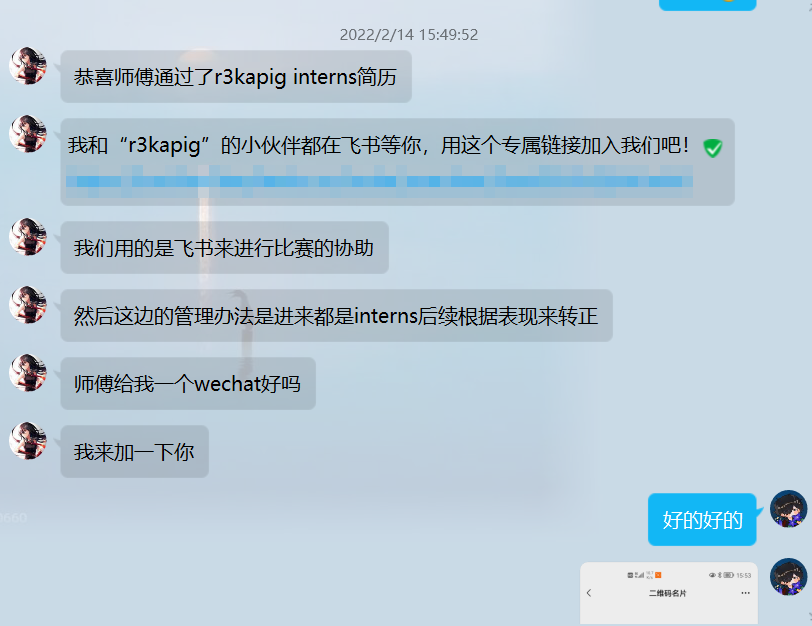 2022/2/14 15:49:52
恭喜师傅通过了r3kapig interns简历
我和“r3kapig”的小伙伴都在飞书等你，用这个专属链接加入我们吧！
我们用的是飞书来进行比赛的协助
然后这边的管理办法是进来都是interns后续根据表现来转正
师傅给我一个wechat好吗
我来加一下你
好的好的
15:53
二维码名片